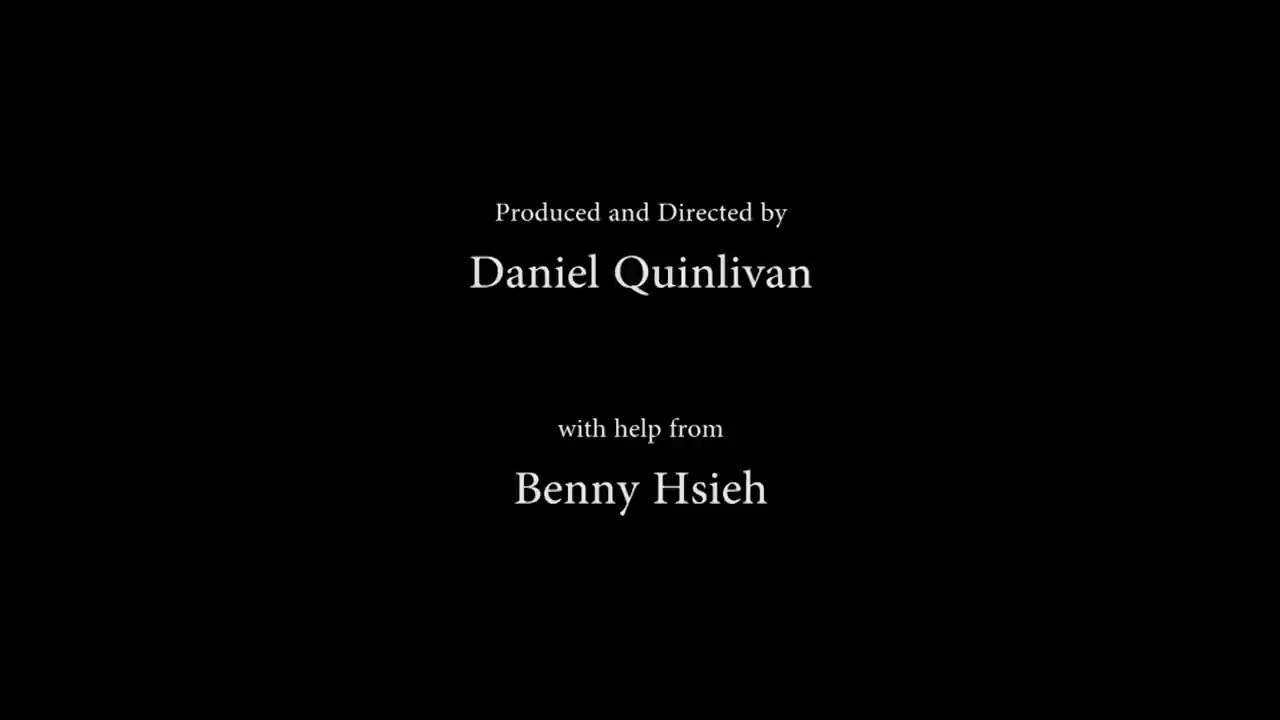 Produced and Directed by
Daniel Quinlivan
with help from
Benny Hsieh